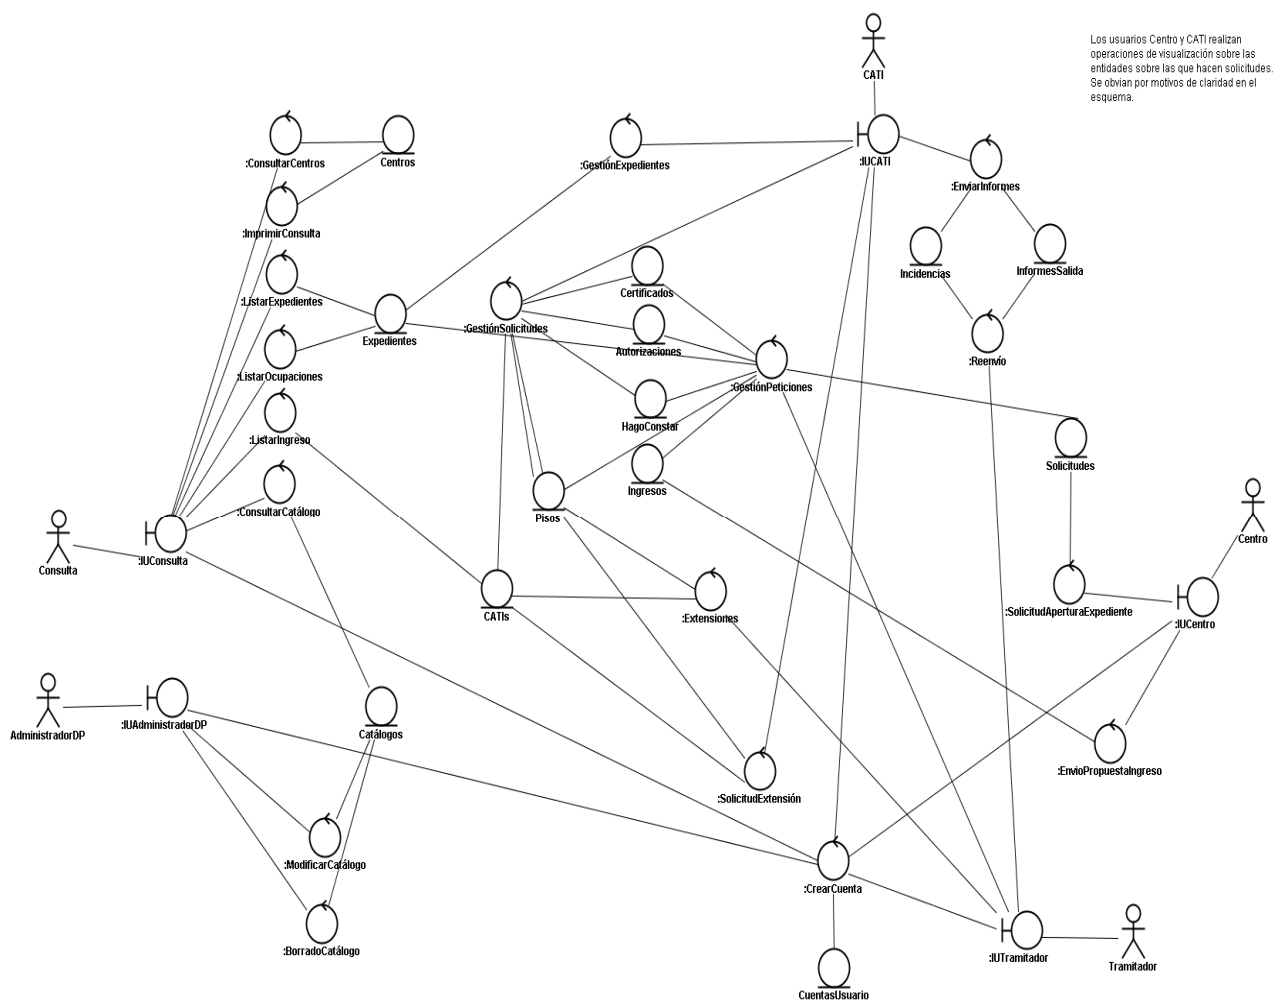 Los usuarios Centro y CATI realizan
operaciones de visualización sobre las
entidades sobre las que hacen solicitudes.
Se obvian por motivos de claridad en el
esquema.
CATI
:ConsultarCentros
Centros
:GestiónExpedientes
:IUCATI
:EnviarInformes
:ImprimirConsulta
Incidencias
InformesSalida
:ListarExpedientes
Certificados
Expedientes
:GestiónSolicitudes
Autorizaciones
:Reenvío
:ListarOcupaciones
:GestiónPeticiones
HagoConstar
:ListarIngreso
Solicitudes
Ingresos
:ConsultarCatálogo
Pisos
Centro
:IUConsulta
Consulta
CATIs
:Extensiones
:SolicitudAperturaExpediente
:IUCentro
:IUAdministradorDP
AdministradorDP
Catálogos
:EnvioPropuestaIngreso
:SolicitudExtensión
:ModificarCatálogo
:CrearCuenta
:BorradoCatálogo
:IUTramitador
Tramitador
CuentasUsuario